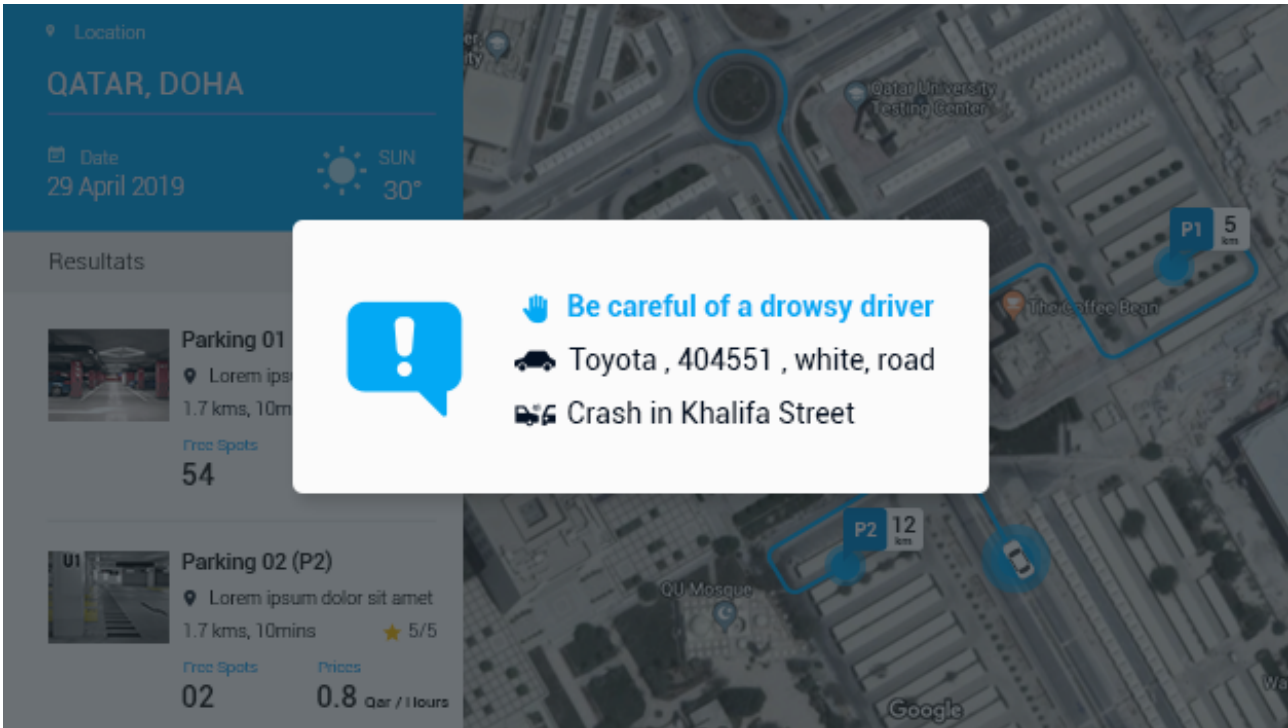 Location
QATAR, DOHA
Date
29 April 2019
SUN
30°
Resultats
Parking 01
Lorem ips
1.7 kms, 10m
Free Spots
54
U1
Parking 02 (P2)
Lorem ipsum dolor sit amet
1.7 kms, 10mins
5/5
Free Spots
Prices
02
0.8 Qar / Hours
Be careful of a drowsy driver
Toyota , 404551 , white, road
Crash in Khalifa Street
Qatar University
Testing Center
P1
5
km
The Coffee Bean
P2
12
km
QU Mosque
Google